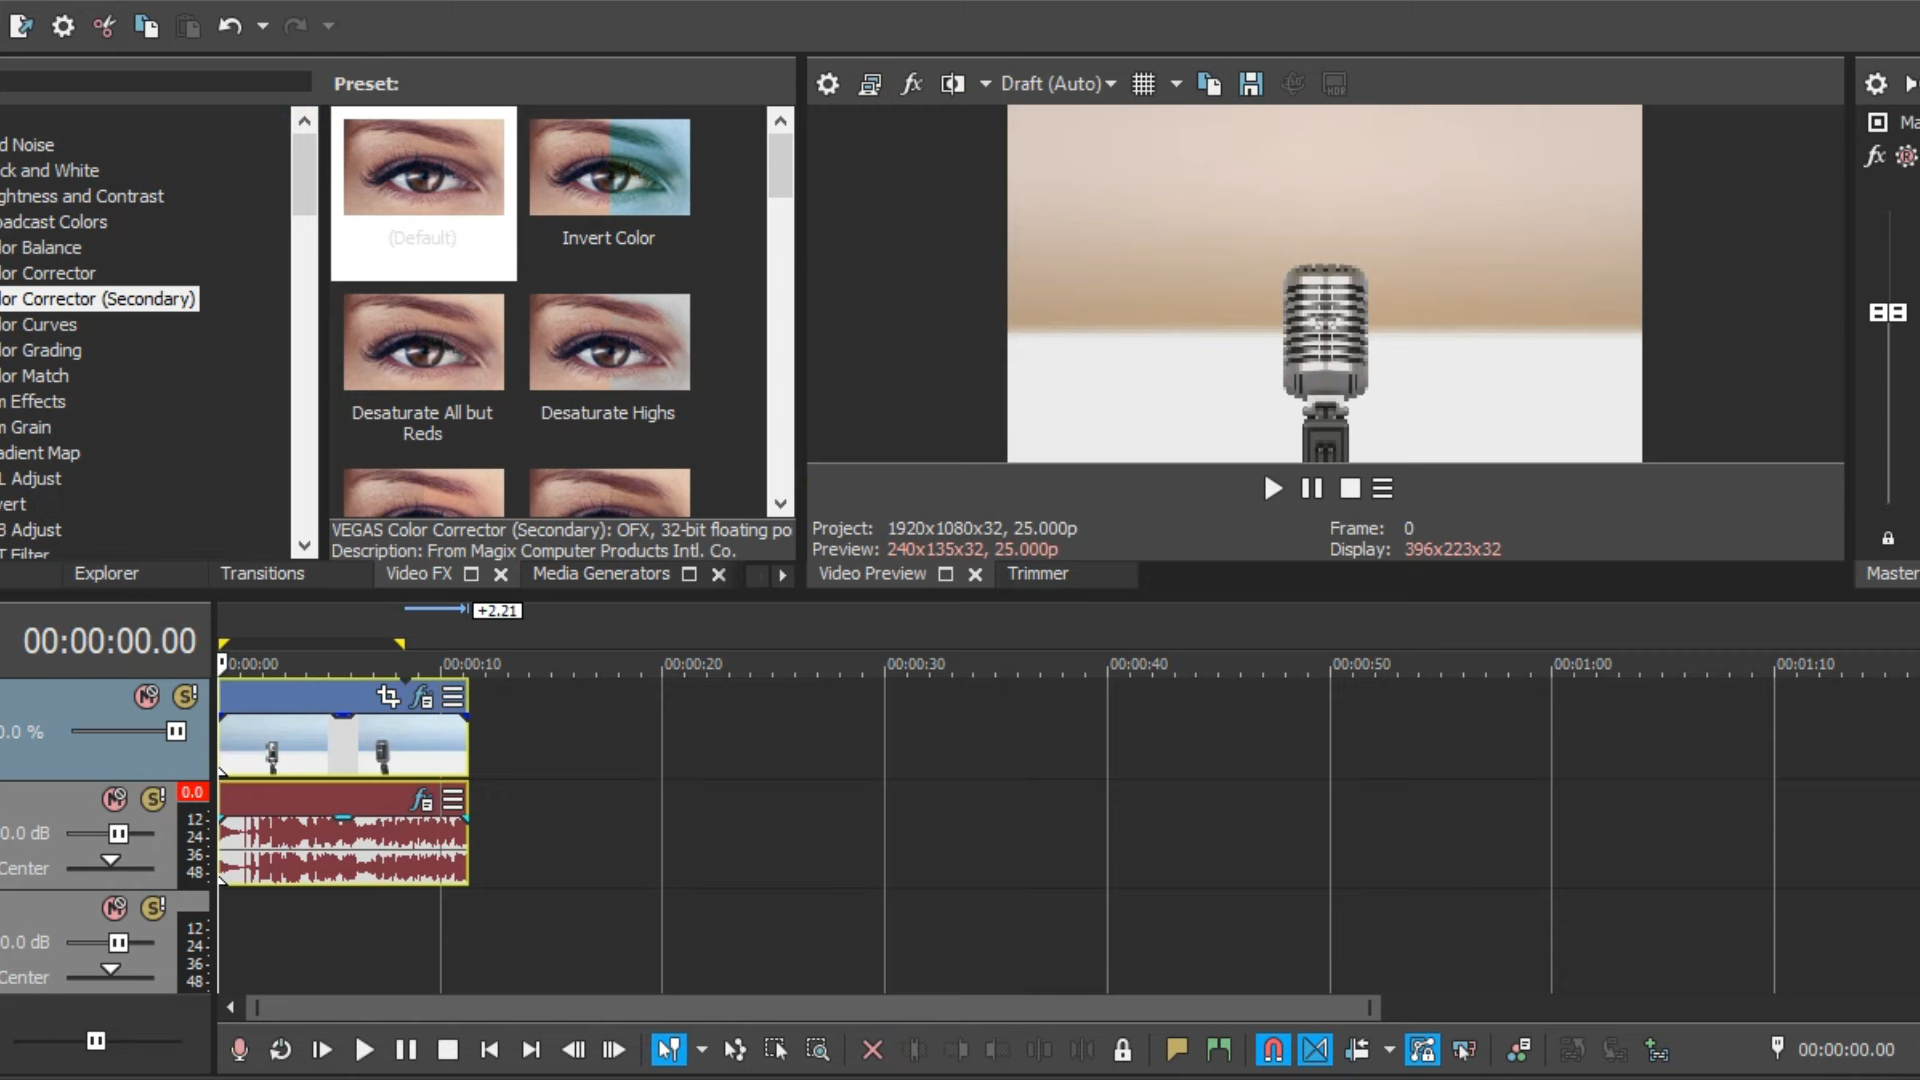 Preset:
Draft (Auto)
Ma
d Noise
ck and White
ghtness and Contrast
oadcast Colors
lor Balance
lor Corrector
lor Corrector (Secondary)
lor Curves
lor Grading
lor Match
m Effects
m Grain
adient Map
L Adjust
vert
B Adjust
T Filter
(Default)
Invert Color
Desaturate All but
Reds
Desaturate Highs
VEGAS Color Corrector (Secondary): OFX, 32-bit floating po
Description: From Magix Computer Products Intl. Co.
Project: 1920x1080x32, 25.000p
Preview: 240x135x32, 25.000p
Frame: 0
Display: 396x223x32
Explorer
Transitions
Video FX
Media Generators
Video Preview
Trimmer
Master
+2.21
00:00:00.00
0:00:00
00:00:10
00:00:20
00:00:30
00:00:40
00:00:50
00:01:00
00:01:10
0.0 %
0.0
0.0 dB
Center
12
24
36
48
0.0 dB
Center
12
24
36
48
00:00:00.00